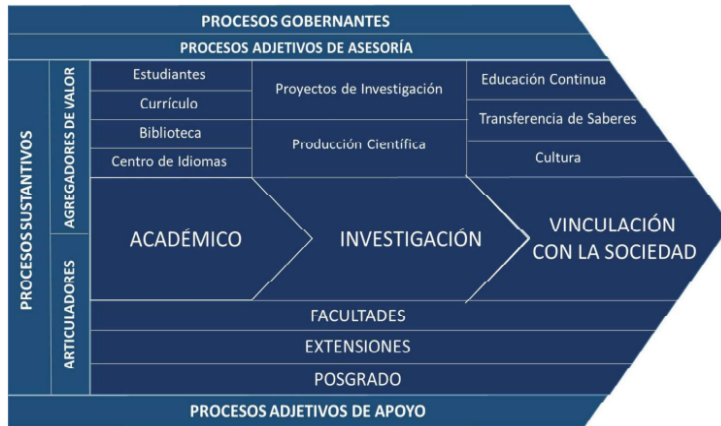 PROCESOS GOBERNANTES
PROCESOS ADJETIVOS DE ASESORÍA
PROCESOS SUSTANTIVOS
AGREGADORES DE VALOR
ARTICULADORES
Estudiantes
Currículo
Biblioteca
Centro de Idiomas
Proyectos de Investigación
Producción Científica
Educación Continua
Transferencia de Saberes
Cultura
ACADÉMICO
INVESTIGACIÓN
VINCULACIÓN
CON LA SOCIEDAD
FACULTADES
EXTENSIONES
POSGRADO
PROCESOS ADJETIVOS DE APOYO